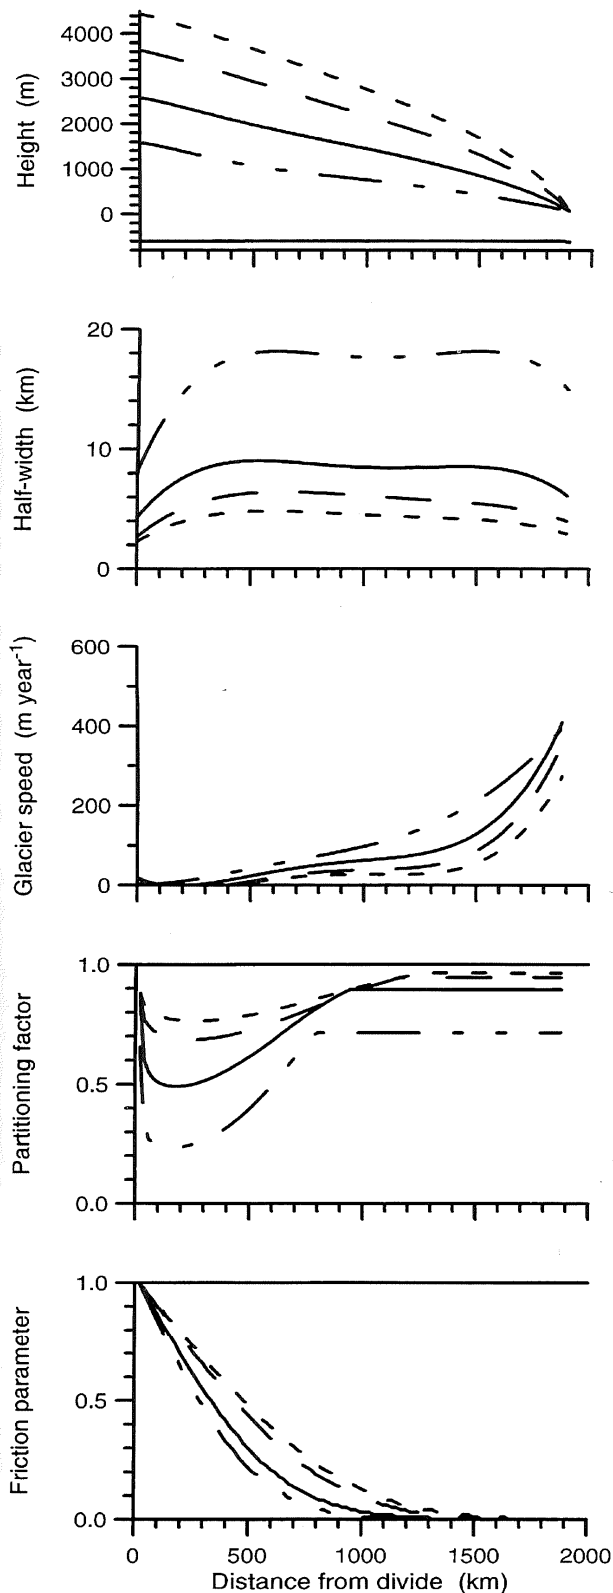 4000
3000
2000
1000
0
Height (m)
20
10
0
Half-width (km)
600
400
200
0
Glacier speed (m year⁻¹)
1.0
0.5
0.0
Partitioning factor
1.0
0.5
0.0
Friction parameter
0 500 1000 1500 2000
Distance from divide (km)